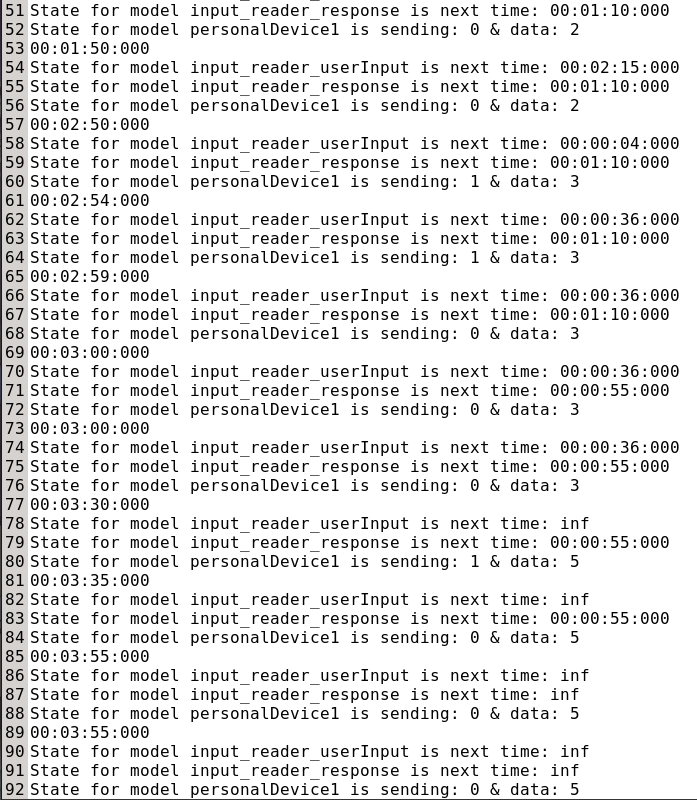 51 State for model input_reader_response is next time: 00:01:10:000
52 State for model personalDevice1 is sending: 0 & data: 2
53 00:01:50:000
54 State for model input_reader_userInput is next time: 00:02:15:000
55 State for model input_reader_response is next time: 00:01:10:000
56 State for model personalDevice1 is sending: 0 & data: 2
57 00:02:50:000
58 State for model input_reader_userInput is next time: 00:00:04:000
59 State for model input_reader_response is next time: 00:01:10:000
60 State for model personalDevice1 is sending: 1 & data: 3
61 00:02:54:000
62 State for model input_reader_userInput is next time: 00:00:36:000
63 State for model input_reader_response is next time: 00:01:10:000
64 State for model personalDevice1 is sending: 1 & data: 3
65 00:02:59:000
66 State for model input_reader_userInput is next time: 00:00:36:000
67 State for model input_reader_response is next time: 00:01:10:000
68 State for model personalDevice1 is sending: 0 & data: 3
69 00:03:00:000
70 State for model input_reader_userInput is next time: 00:00:36:000
71 State for model input_reader_response is next time: 00:00:55:000
72 State for model personalDevice1 is sending: 0 & data: 3
73 00:03:00:000
74 State for model input_reader_userInput is next time: 00:00:36:000
75 State for model input_reader_response is next time: 00:00:55:000
76 State for model personalDevice1 is sending: 0 & data: 3
77 00:03:30:000
78 State for model input_reader_userInput is next time: inf
79 State for model input_reader_response is next time: 00:00:55:000
80 State for model personalDevice1 is sending: 1 & data: 5
81 00:03:35:000
82 State for model input_reader_userInput is next time: inf
83 State for model input_reader_response is next time: 00:00:55:000
84 State for model personalDevice1 is sending: 0 & data: 5
85 00:03:55:000
86 State for model input_reader_userInput is next time: inf
87 State for model input_reader_response is next time: inf
88 State for model personalDevice1 is sending: 0 & data: 5
89 00:03:55:000
90 State for model input_reader_userInput is next time: inf
91 State for model input_reader_response is next time: inf
92 State for model personalDevice1 is sending: 0 & data: 5